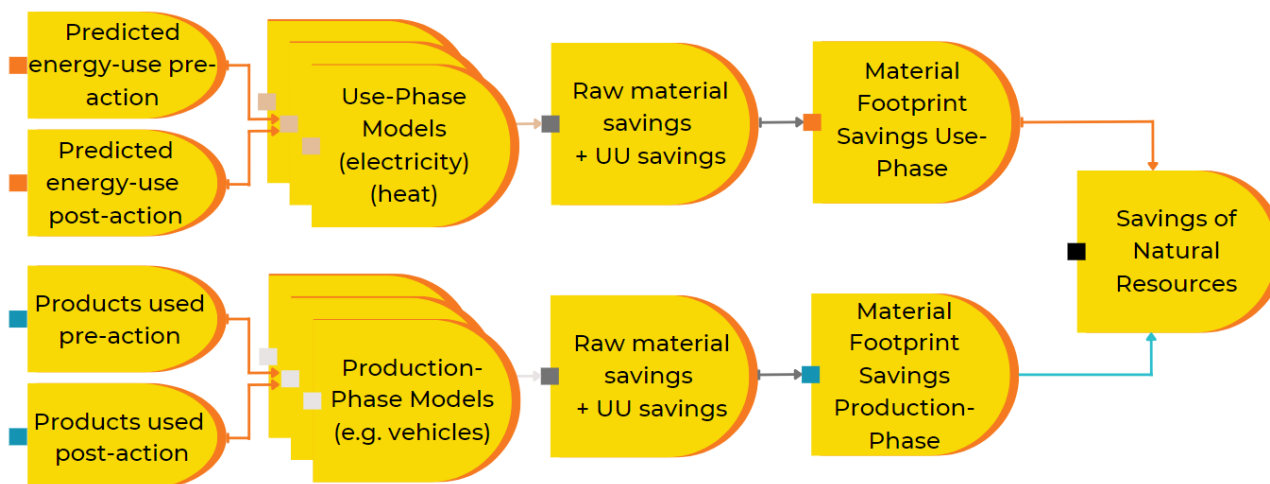 Predicted
energy-use pre-
action
Predicted
energy-use
post-action
Use-Phase
Models
(electricity)
(heat)
Raw material
savings
+ UU savings
Material
Footprint
Savings Use-
Phase
Savings of
Natural
Resources
Products used
pre-action
Products used
post-action
Production-
Phase Models
(e.g. vehicles)
Raw material
savings
+ UU savings
Material
Footprint
Savings
Production-
Phase